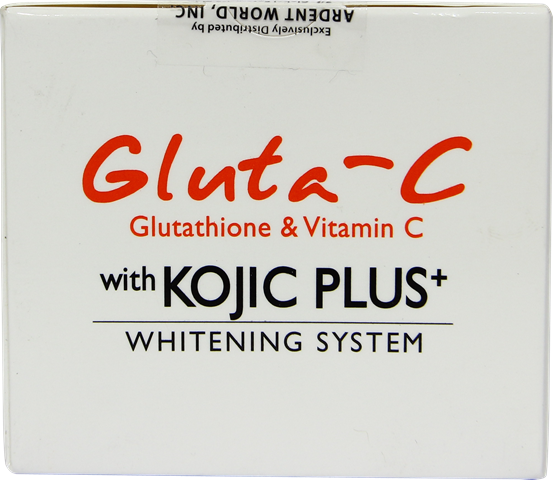 Exclusively Distributed by
ARDENT WORLD, INC.
Gluta-C
Glutathione & Vitamin C
with KOJIC PLUS+
WHITENING SYSTEM